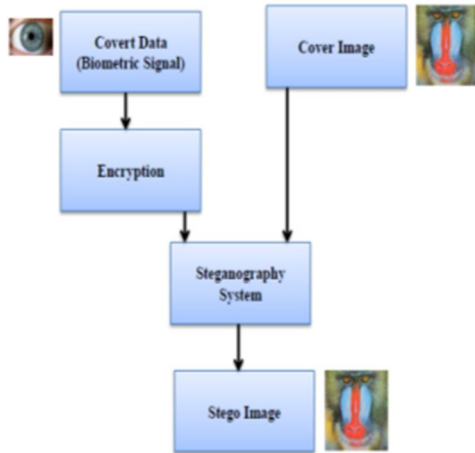 Covert Data
(Biometric Signal)
Cover Image
Encryption
Steganography
System
Stego Image